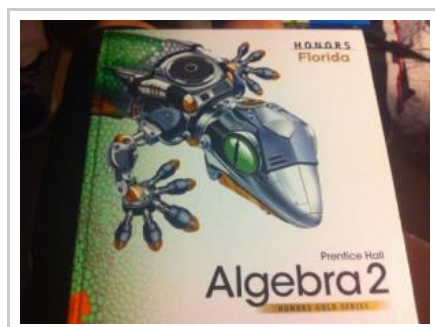 HONORS
Florida
Prentice Hall
Algebra 2
HONORS GOLD SERIES